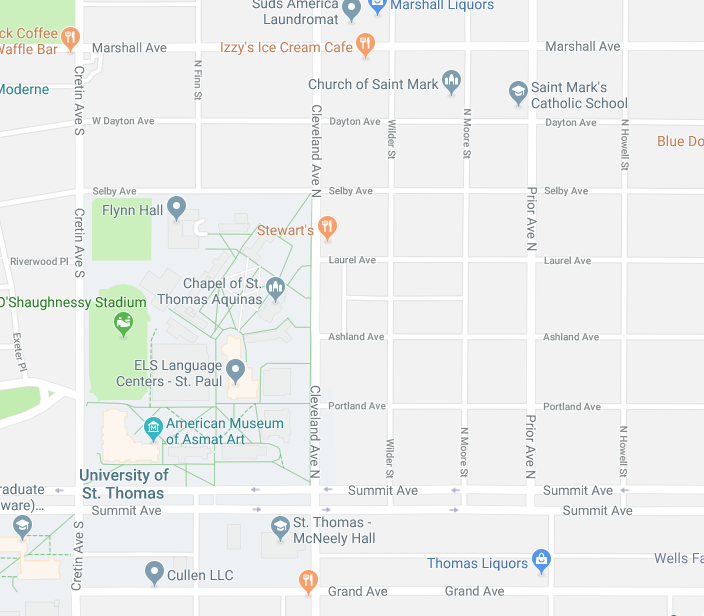 Suds America
Laundromat
Marshall Liquors
ck Coffee
Waffle Bar
Marshall Ave
Izzy's Ice Cream Cafe
Marshall Ave
Moderne
Cretin Ave S
N Finn St
Church of Saint Mark
Saint Mark's
Catholic School
W Dayton Ave
Cleveland Ave N
Dayton Ave
Wilder St
N Moore St
Dayton Ave
N Howell St
Blue Do
Selby Ave
Selby Ave
Selby Ave
Flynn Hall
Cretin Ave S
Stewart's
Prior Ave N
Riverwood Pl
Laurel Ave
Laurel Ave
Chapel of St.
Thomas Aquinas
O'Shaughnessy Stadium
Exeter Pl
Ashland Ave
Ashland Ave
ELS Language
Centers - St. Paul
Cleveland Ave N
Portland Ave
Portland Ave
American Museum
of Asmat Art
Wilder St
N Moore St
Prior Ave N
N Howell St
University of
St. Thomas
raduate
ware)...
Summit Ave
Summit Ave
Summit Ave
Summit Ave
Cretin Ave S
St. Thomas -
McNeely Hall
Thomas Liquors
Wells Fa
Cullen LLC
Grand Ave
Grand Ave